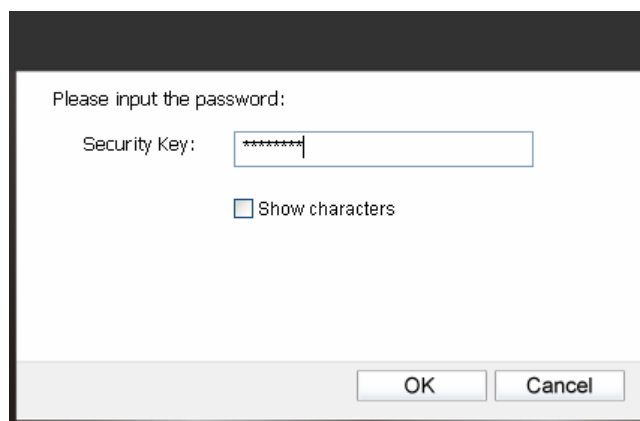 Please input the password:
Security Key: ********
Show characters
OK Cancel